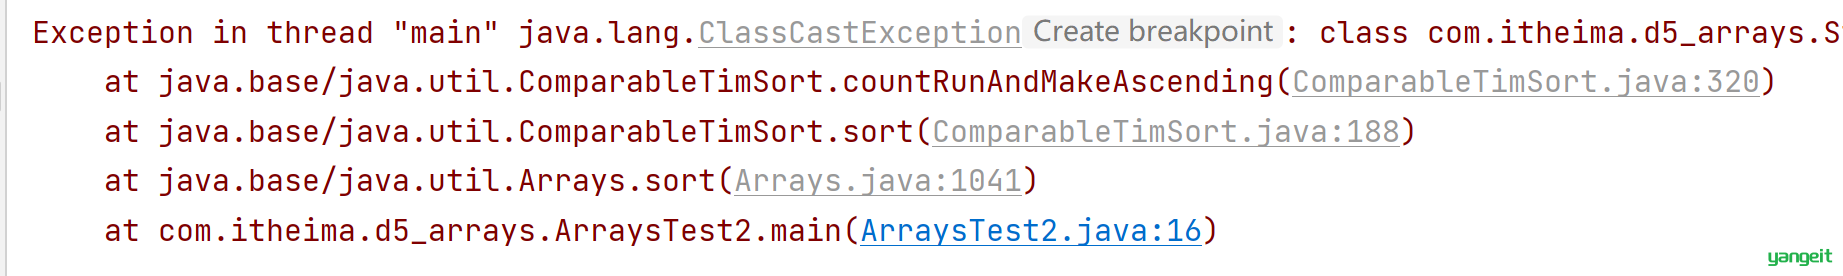 Exception in thread "main" java.lang.ClassCastException Create breakpoint : class com.itheima.d5_arrays.S
    at java.base/java.util.ComparableTimSort.countRunAndMakeAscending(ComparableTimSort.java:320)
    at java.base/java.util.ComparableTimSort.sort(ComparableTimSort.java:188)
    at java.base/java.util.Arrays.sort(Arrays.java:1041)
    at com.itheima.d5_arrays.ArraysTest2.main(ArraysTest2.java:16)
yangeit